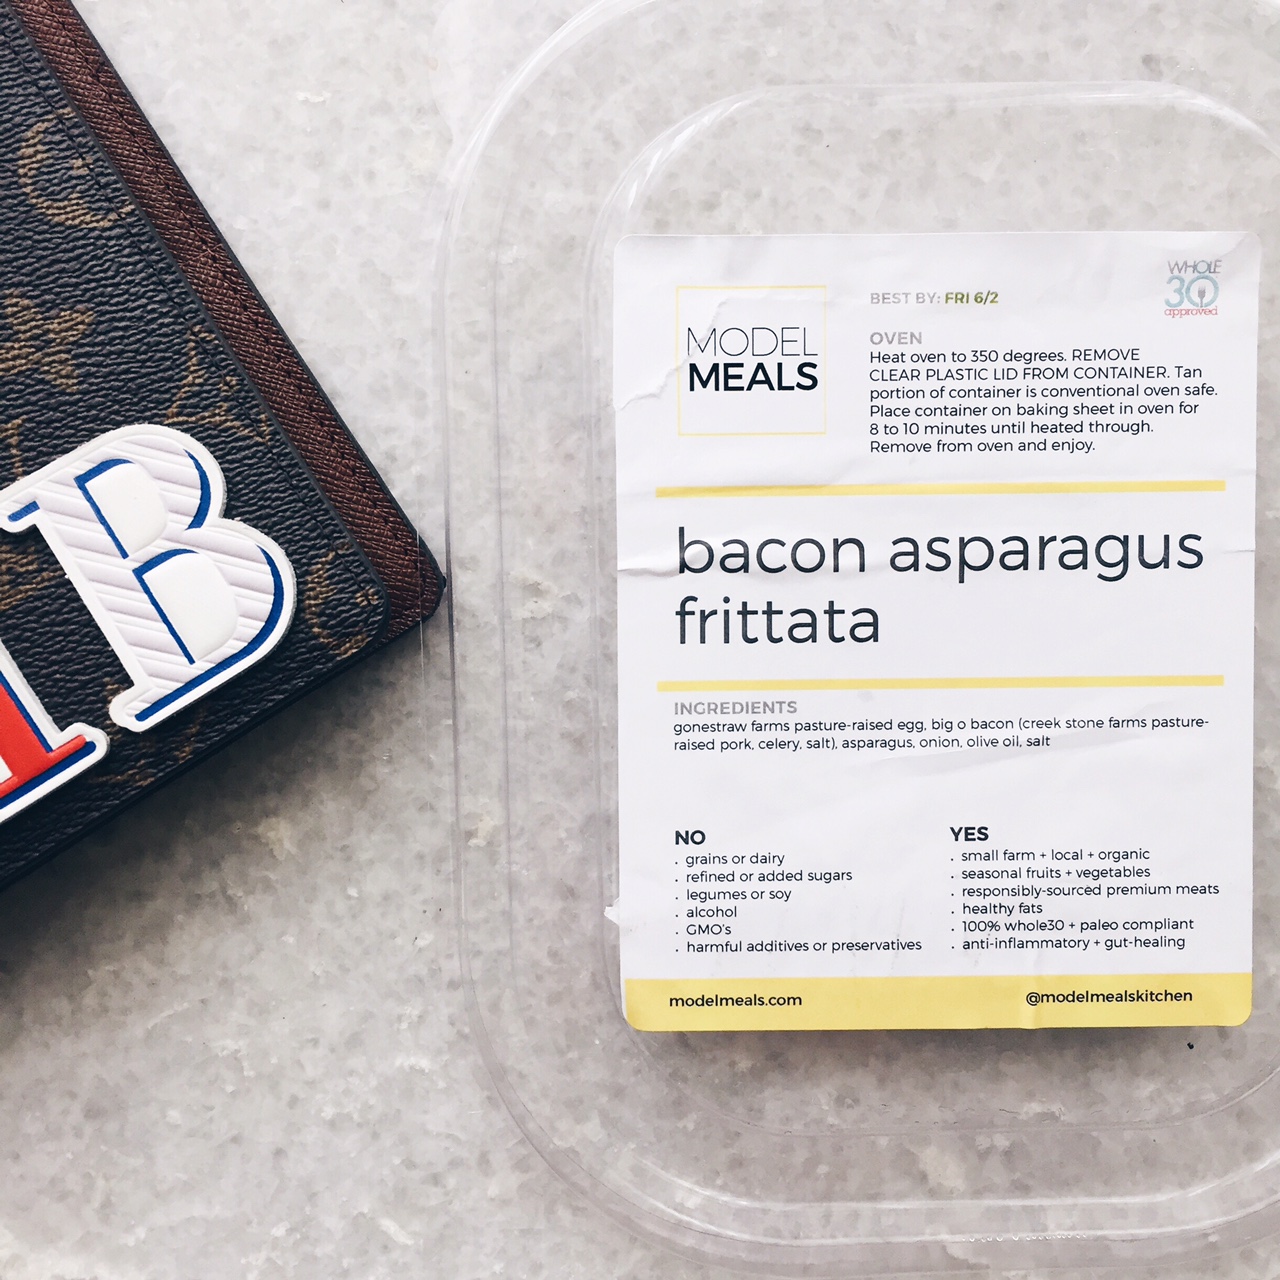 B
MODEL
MEALS
BEST BY: FRI 6/2
WHOLE
30
approved
OVEN
Heat oven to 350 degrees. REMOVE
CLEAR PLASTIC LID FROM CONTAINER. Tan
portion of container is conventional oven safe.
Place container on baking sheet in oven for
8 to 10 minutes until heated through.
Remove from oven and enjoy.
bacon asparagus
frittata
INGREDIENTS
gonestraw farms pasture-raised egg, big o bacon (creek stone farms pasture-
raised pork, celery, salt), asparagus, onion, olive oil, salt
NO
. grains or dairy
. refined or added sugars
. legumes or soy
. alcohol
. GMO's
. harmful additives or preservatives
YES
. small farm + local + organic
. seasonal fruits + vegetables
. responsibly-sourced premium meats
. healthy fats
. 100% whole30 + paleo compliant
. anti-inflammatory + gut-healing
modelmeals.com
@modelmealskitchen